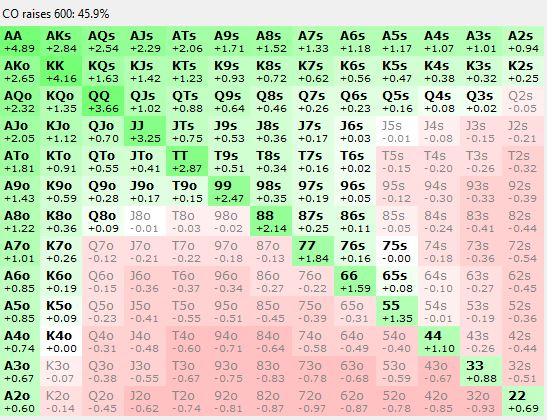 CO raises 600: 45.9%
AA AKs AQs AJs ATs A9s A8s A7s A6s A5s A4s A3s A2s
+4.89 +2.84 +2.54 +2.29 +2.06 +1.71 +1.52 +1.33 +1.18 +1.17 +1.07 +1.01 +0.94
AKo KK KQs KJs KTs K9s K8s K7s K6s K5s K4s K3s K2s
+2.65 +4.16 +1.63 +1.42 +1.23 +0.93 +0.72 +0.62 +0.56 +0.47 +0.38 +0.32 +0.25
AQo KQo QQ QJs QTs Q9s Q8s Q7s Q6s Q5s Q4s Q3s Q2s
+2.32 +1.35 +3.66 +1.02 +0.88 +0.64 +0.46 +0.26 +0.23 +0.16 +0.08 +0.02 -0.05
AJo KJo QJo JJ JTs J9s J8s J7s J6s J5s J4s J3s J2s
+2.05 +1.12 +0.70 +3.25 +0.75 +0.53 +0.36 +0.17 +0.03 -0.01 -0.08 -0.15 -0.21
ATo KTo QTo JTo TT T9s T8s T7s T6s T5s T4s T3s T2s
+1.81 +0.91 +0.55 +0.41 +2.87 +0.51 +0.34 +0.16 +0.02 -0.15 -0.20 -0.26 -0.32
A9o K9o Q9o J9o T9o 99 98s 97s 96s 95s 94s 93s 92s
+1.43 +0.59 +0.28 +0.17 +0.15 +2.47 +0.35 +0.19 +0.05 -0.12 -0.30 -0.33 -0.39
A8o K8o Q8o J8o T8o 98o 88 87s 86s 85s 84s 83s 82s
+1.22 +0.36 +0.09 -0.01 -0.03 -0.02 +2.14 +0.25 +0.11 -0.05 -0.24 -0.41 -0.44
A7o K7o Q7o J7o T7o 97o 87o 77 76s 75s 74s 73s 72s
+1.01 +0.26 -0.12 -0.21 -0.22 -0.18 -0.13 +1.84 +0.16 -0.00 -0.18 -0.36 -0.54
A6o K6o Q6o J6o T6o 96o 86o 76o 66 65s 64s 63s 62s
+0.85 +0.19 -0.15 -0.36 -0.37 -0.34 -0.27 -0.22 +1.59 +0.08 -0.10 -0.27 -0.45
A5o K5o Q5o J5o T5o 95o 85o 75o 65o 55 54s 53s 52s
+0.85 +0.09 -0.23 -0.41 -0.55 -0.51 -0.45 -0.39 -0.31 +1.35 -0.01 -0.19 -0.36
A4o K4o Q4o J4o T4o 94o 84o 74o 64o 54o 44 43s 42s
+0.74 +0.00 -0.31 -0.48 -0.60 -0.71 -0.64 -0.58 -0.49 -0.40 +1.10 -0.26 -0.44
A3o K3o Q3o J3o T3o 93o 83o 73o 63o 53o 43o 33 32s
+0.67 -0.07 -0.38 -0.55 -0.67 -0.75 -0.83 -0.78 -0.68 -0.59 -0.67 +0.88 -0.51
A2o K2o Q2o J2o T2o 92o 82o 72o 62o 52o 42o 32o 22
+0.60 -0.14 -0.45 -0.62 -0.74 -0.81 -0.87 -0.97 -0.87 -0.78 -0.85 -0.93 +0.69